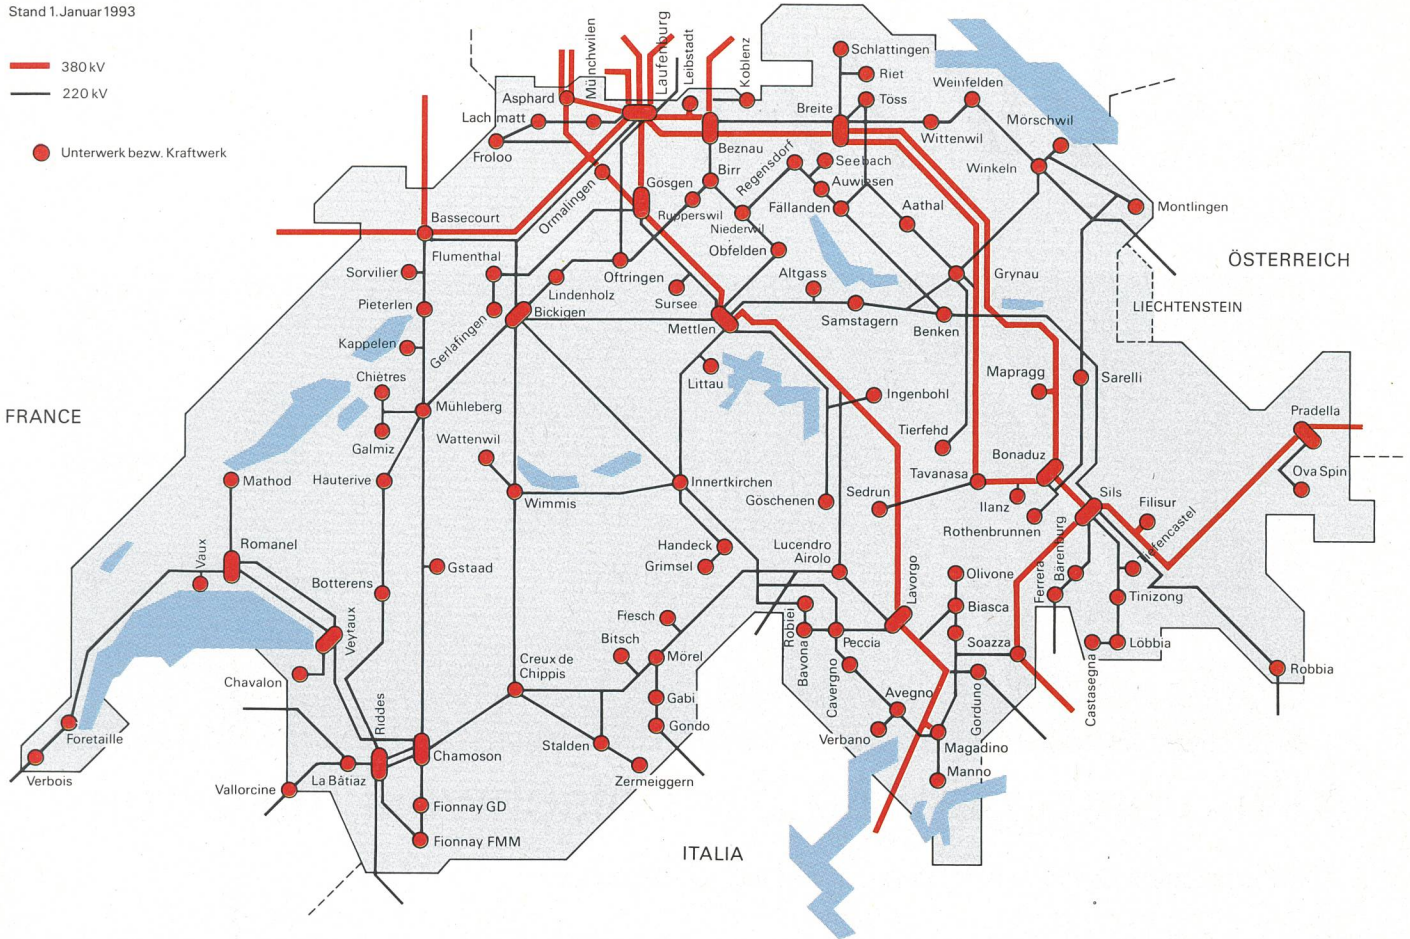 Stand 1. Januar 1993
380 kV
220 kV
Unterwerk bezw. Kraftwerk
FRANCE
ÖSTERREICH
LIECHTENSTEIN
ITALIA
Münchwilen
Laufenburg
Leibstadt
Koblenz
Schlattingen
Riet
Töss
Weinfelden
Asphard
Lachmatt
Froloo
Breite
Beznau
Wittenwil
Mörschwil
Winkeln
Montlingen
Ormalingen
Gösgen
Birr
Regensdorf
Seebach
Auwiesen
Fällanden
Aathal
Bassecourt
Rupperswil
Niederwil
Obfelden
Flumenthal
Sorvilier
Oftringen
Lindenholz
Sursee
Altgass
Grynau
Pieterlen
Gerlafingen
Bickigen
Mettlen
Samstagern
Benken
Kappelen
Chiètres
Littau
Ingenbohl
Mapragg
Sarelli
Mühleberg
Galmiz
Wattenwil
Tierfehd
Pradella
Mathod
Hauterive
Wimmis
Innertkirchen
Göschenen
Sedrun
Tavanasa
Bonaduz
Ilanz
Rothenbrunnen
Sils
Filisur
Ova Spin
Vaux
Romanel
Handeck
Grimsel
Lucendro
Airolo
Lavorgo
Tiefencastel
Botterens
Gstaad
Olivone
Ferrera
Bärenburg
Tinizong
Veytaux
Fiesch
Bitsch
Robiei
Bavona
Peccia
Biasca
Soazza
Castasegna
Löbbia
Robbia
Chavalon
Creux de
Chippis
Mörel
Cavergno
Gorduno
Riddes
Gabi
Gondo
Avegno
Verbano
Foretaille
Verbois
Stalden
Zermeiggern
Magadino
Manno
La Bâtiaz
Vallorcine
Chamoson
Fionnay GD
Fionnay FMM